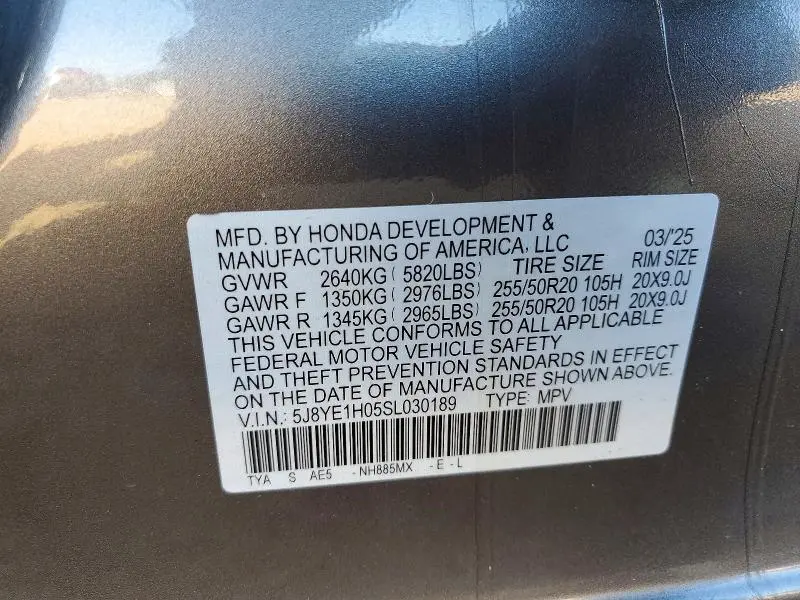 MFD. BY HONDA DEVELOPMENT &
MANUFACTURING OF AMERICA, LLC 03/'25
GVWR 2640KG ( 5820LBS) TIRE SIZE RIM SIZE
GAWR F 1350KG ( 2976LBS) 255/50R20 105H 20X9.0J
GAWR R 1345KG ( 2965LBS) 255/50R20 105H 20X9.0J
THIS VEHICLE CONFORMS TO ALL APPLICABLE
FEDERAL MOTOR VEHICLE SAFETY
AND THEFT PREVENTION STANDARDS IN EFFECT
ON THE DATE OF MANUFACTURE SHOWN ABOVE.
V.I.N.: 5J8YE1H05SL030189 TYPE: MPV
TYA S AE5 -NH885MX -E-L